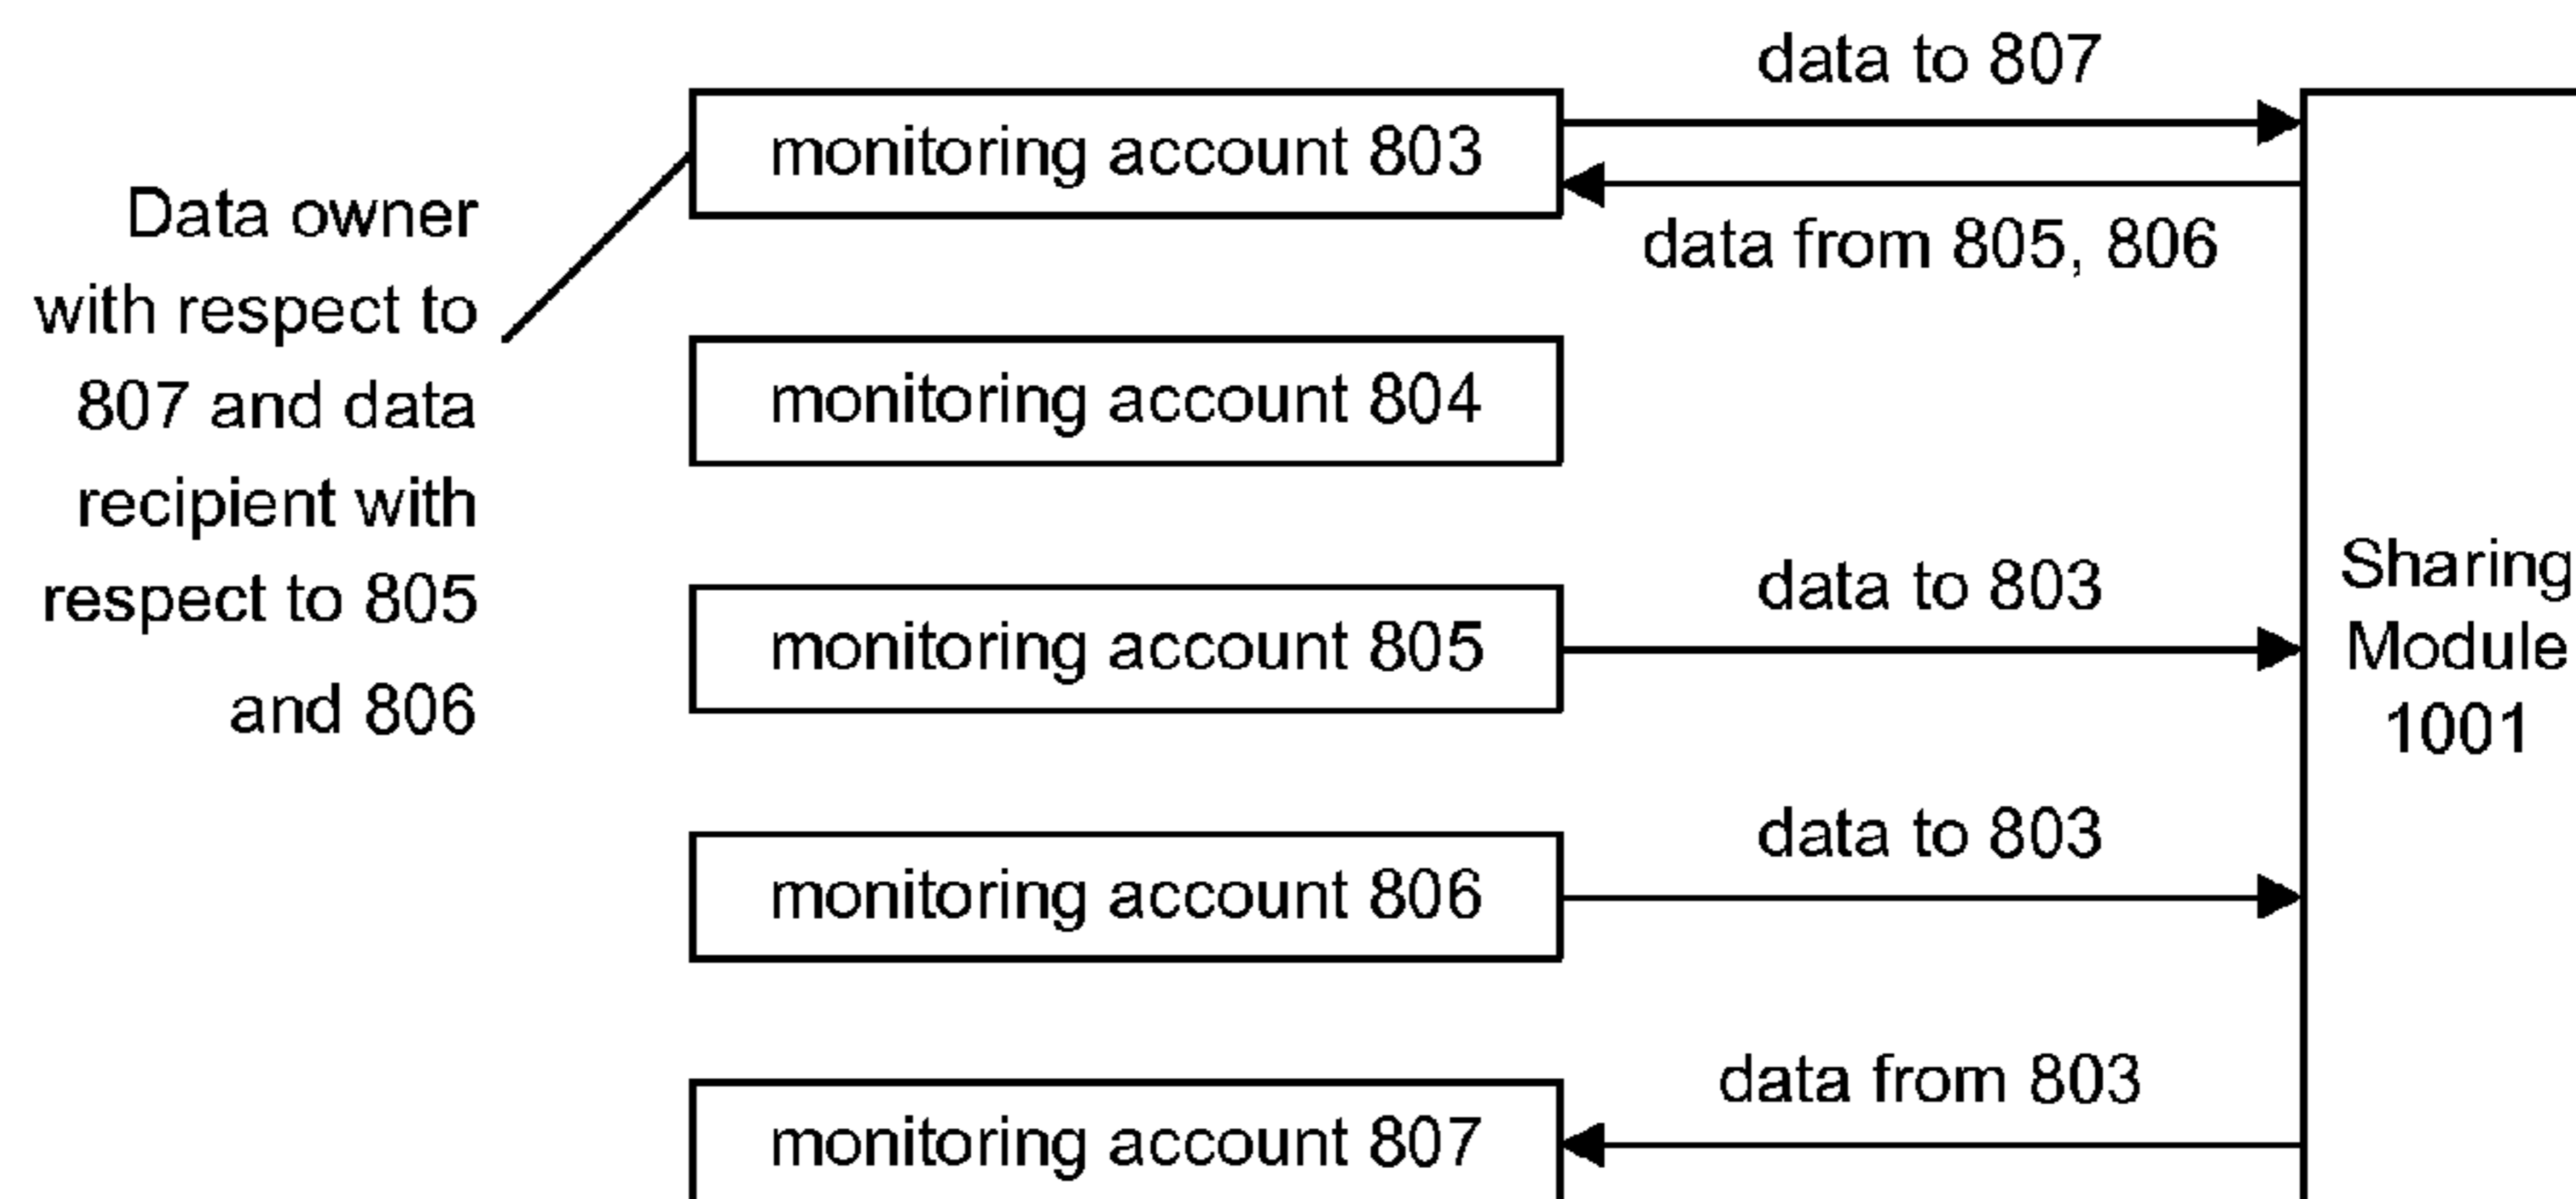 data to 807
monitoring account 803
data from 805, 806
Data owner
with respect to
807 and data
recipient with
respect to 805
and 806
monitoring account 804
data to 803
monitoring account 805
Sharing
Module
1001
data to 803
monitoring account 806
data from 803
monitoring account 807